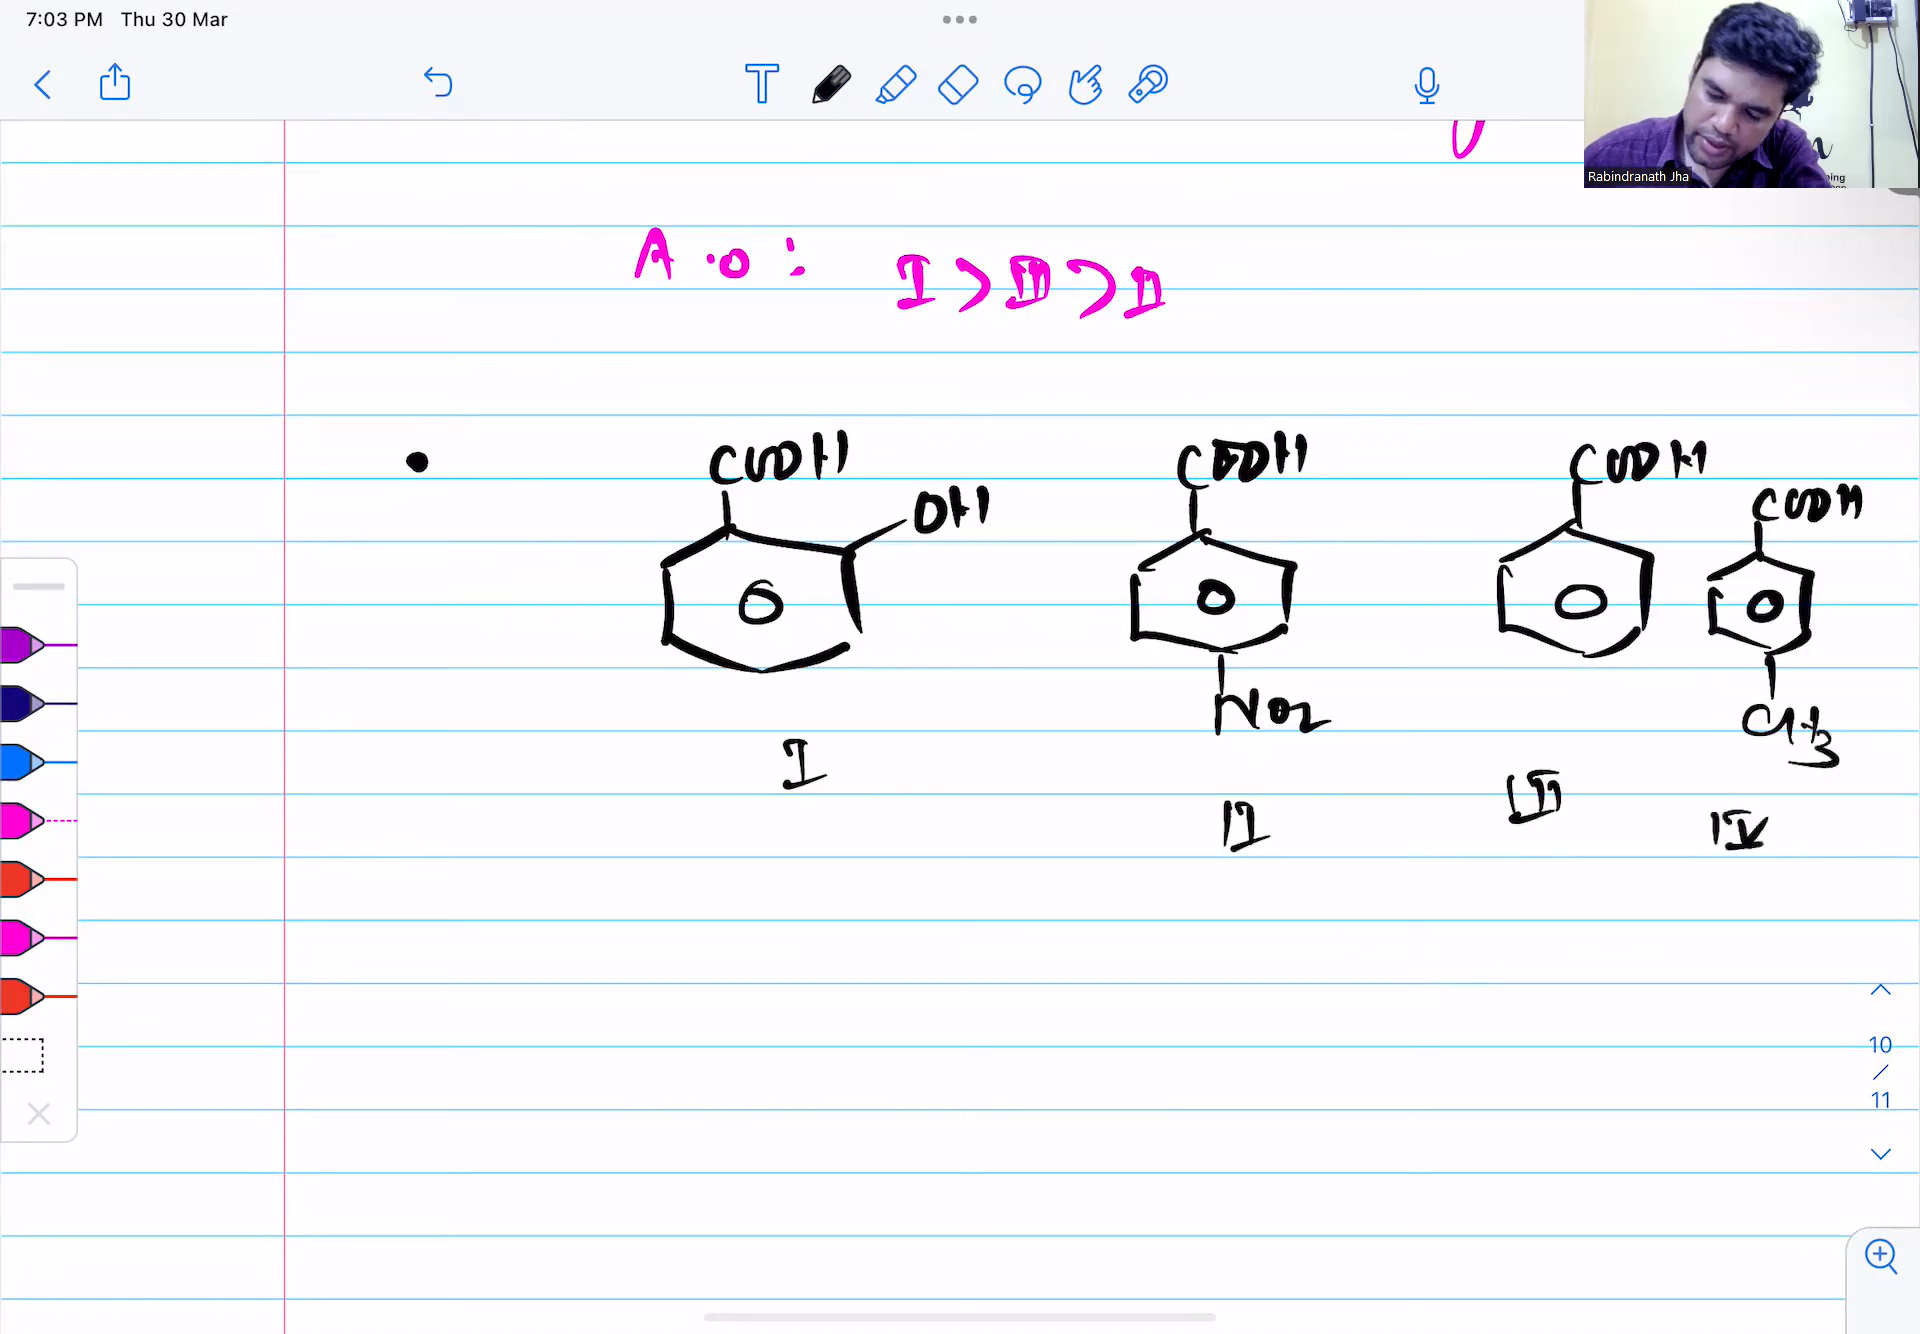 7:03 PM Thu 30 Mar
Rabindranath Jha
A.O: I > III > II
COOH COOH COOH
OH COOH
NO2 CH3
I II III IV
10
/
11